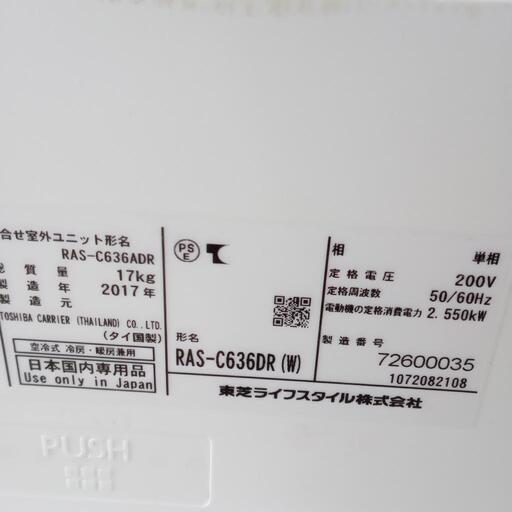 合せ室外ユニット形名
RAS-C636ADR
総質量 17kg
製造年 2017年
製造元
TOSHIBA CARRIER (THAILAND) CO., LTD.
(タイ国製)
空冷式 冷房・暖房兼用
日本国内専用品
Use only in Japan
PS
E
形名
RAS-C636DR(W)
相 単相
定格電圧 200V
定格周波数 50/60Hz
電動機の定格消費電力 2.550kW
製造番号
72600035
1072082108
東芝ライフスタイル株式会社
PUSH